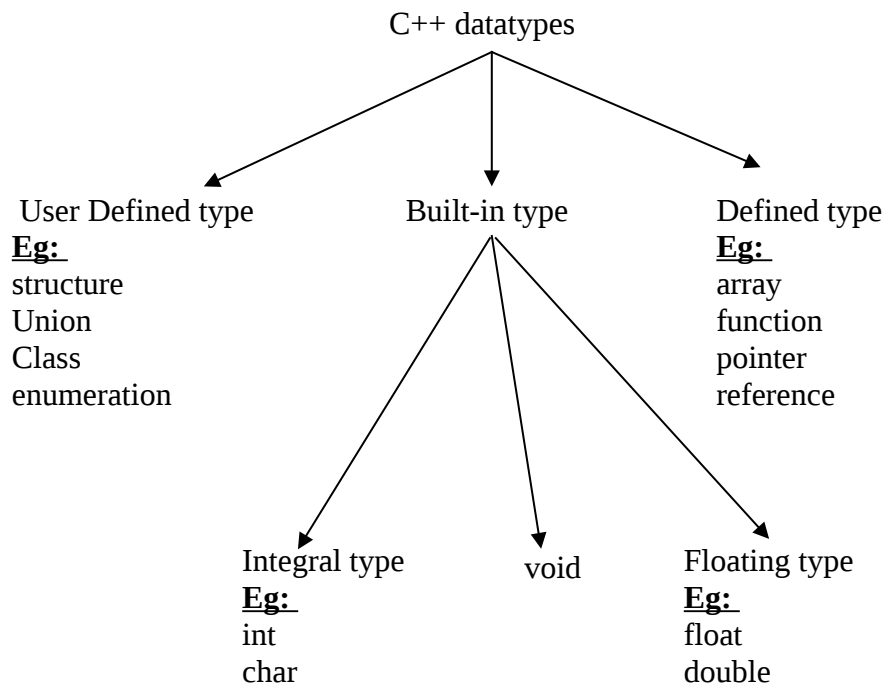 C++ datatypes
User Defined type
Eg:
structure
Union
Class
enumeration
Built-in type
Defined type
Eg:
array
function
pointer
reference
Integral type
Eg:
int
char
void
Floating type
Eg:
float
double